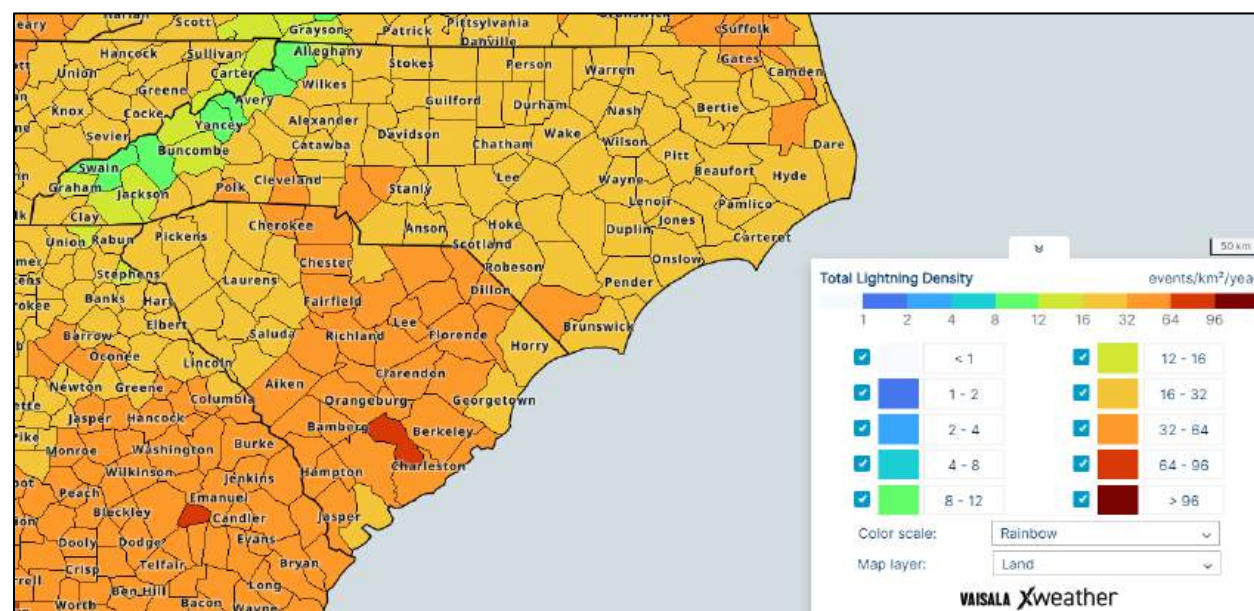 Scott
Grayson
Patrick
Pittsylvania
Danville
Suffolk
Hancock
Sullivan
Alleghany
Stokes
Person
Warren
Gates
Camden
Union
Carter
Wilkes
Greene
Avery
Guilford
Durham
Nash
Bertie
Knox
Cocke
Yancey
Alexander
Davidson
Wake
Wilson
Dare
Sevier
Buncombe
Catawba
Chatham
Pitt
Swain
Cleveland
Stanly
Lee
Wayne
Beaufort
Hyde
Graham
Jackson
Polk
Lenoir
Pamlico
Clay
Cherokee
Anson
Hoke
Duplin
Jones
Carteret
Union
Rabun
Pickens
Scotland
Onslow
50 km
Stephens
Chester
Robeson
Pender
Laurens
Dillon
Banks
Hart
Fairfield
Elbert
Lee
Brunswick
Barrow
Saluda
Richland
Florence
Horry
Oconee
Lincoln
Clarendon
Newton
Greene
Aiken
Columbia
Orangeburg
Georgetown
Jasper
Hancock
Bamberg
Berkeley
Pike
Monroe
Washington
Burke
Wilkinson
Hampton
Charleston
Peach
Jenkins
Emanuel
Bleckley
Candler
Jasper
Dooly
Dodge
Evans
Crisp
Telfair
Bryan
Ben Hill
Long
Worth
Bacon
Wayne
Total Lightning Density events/km²/yea
1 2 4 8 12 16 32 64 96
< 1 12 - 16
1 - 2 16 - 32
2 - 4 32 - 64
4 - 8 64 - 96
8 - 12 > 96
Color scale: Rainbow
Map layer: Land
VAISALA Xweather